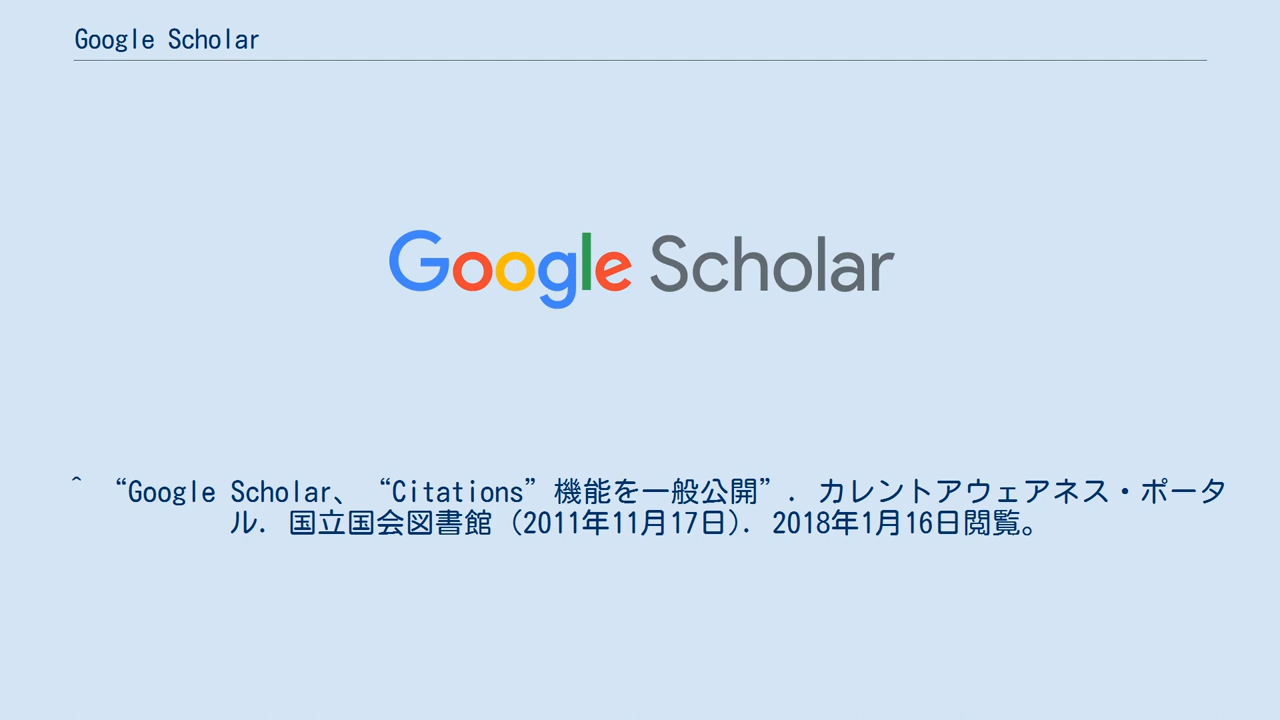 Google Scholar
Google Scholar
^ “Google Scholar、“Citations”機能を一般公開”. カレントアウェアネス・ポータ
ル. 国立国会図書館 (2011年11月17日). 2018年1月16日閲覧。